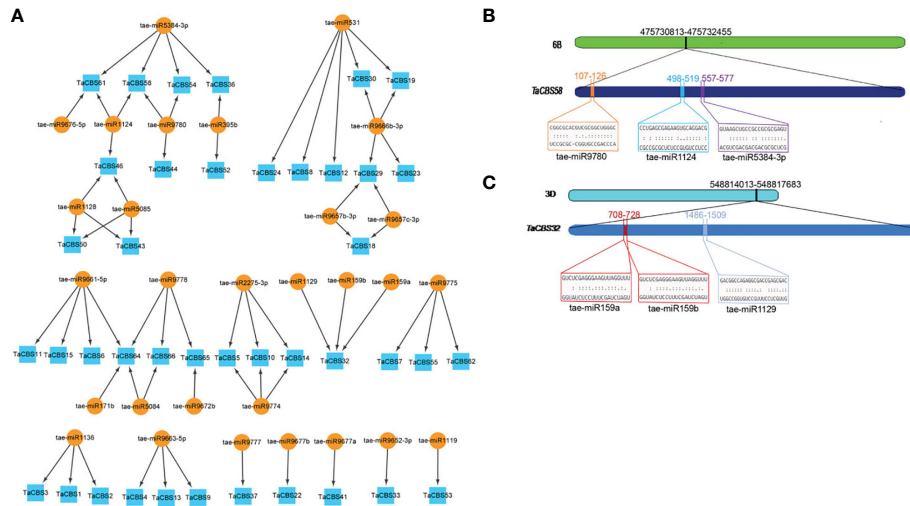 A
tae-miR5384-3p
TaCBS61 TaCBS58 TaCBS54 TaCBS36
tae-miR9676-5p tae-miR1124 tae-miR9780 tae-miR395b
TaCBS46 TaCBS44 TaCBS52
tae-miR1128 tae-miR5085
TaCBS50 TaCBS43
tae-miR531
TaCBS30 TaCBS19
tae-miR9666b-3p
TaCBS24 TaCBS8 TaCBS12 TaCBS29 TaCBS23
tae-miR9657b-3p tae-miR9657c-3p
TaCBS18
tae-miR9661-5p tae-miR9778 tae-miR2275-3p tae-miR1129 tae-miR159b tae-miR159a tae-miR9775
TaCBS11 TaCBS15 TaCBS6 TaCBS64 TaCBS66 TaCBS65 TaCBS5 TaCBS10 TaCBS14 TaCBS32 TaCBS7 TaCBS55 TaCBS62
tae-miR171b tae-miR5084 tae-miR9672b tae-miR9774
tae-miR1136 tae-miR9663-5p tae-miR9777 tae-miR9677b tae-miR9677a tae-miR9652-3p tae-miR1119
TaCBS3 TaCBS1 TaCBS2 TaCBS4 TaCBS13 TaCBS9 TaCBS37 TaCBS22 TaCBS41 TaCBS33 TaCBS53
B
475730813-475732455
6B
107-126 498-519 557-577
TaCBS58
tae-miR9780 tae-miR1124 tae-miR5384-3p
C
548814013-548817683
3D
708-728 1486-1509
TaCBS32
GUCUCGAGGGAAGUUAGGUUU GUCUCGAGGGAAGUUAGGUUU
GGUUAUCUCCUUUCGAUCUAGU GGUUAUCUCCUUUCGAUCUAGU
tae-miR159a tae-miR159b tae-miR1129